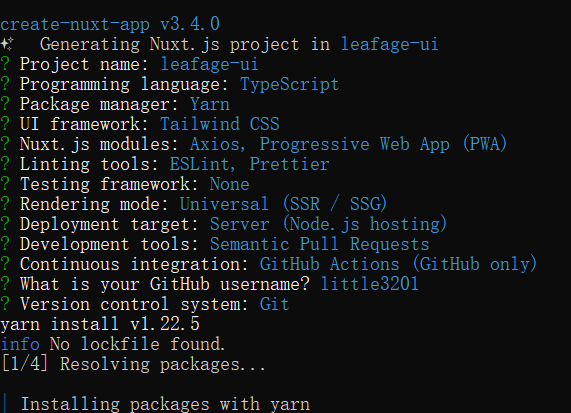 create-nuxt-app v3.4.0
✨ Generating Nuxt.js project in leafage-ui
? Project name: leafage-ui
? Programming language: TypeScript
? Package manager: Yarn
? UI framework: Tailwind CSS
? Nuxt.js modules: Axios, Progressive Web App (PWA)
? Linting tools: ESLint, Prettier
? Testing framework: None
? Rendering mode: Universal (SSR / SSG)
? Deployment target: Server (Node.js hosting)
? Development tools: Semantic Pull Requests
? Continuous integration: GitHub Actions (GitHub only)
? What is your GitHub username? little3201
? Version control system: Git
yarn install v1.22.5
info No lockfile found.
[1/4] Resolving packages...
| Installing packages with yarn